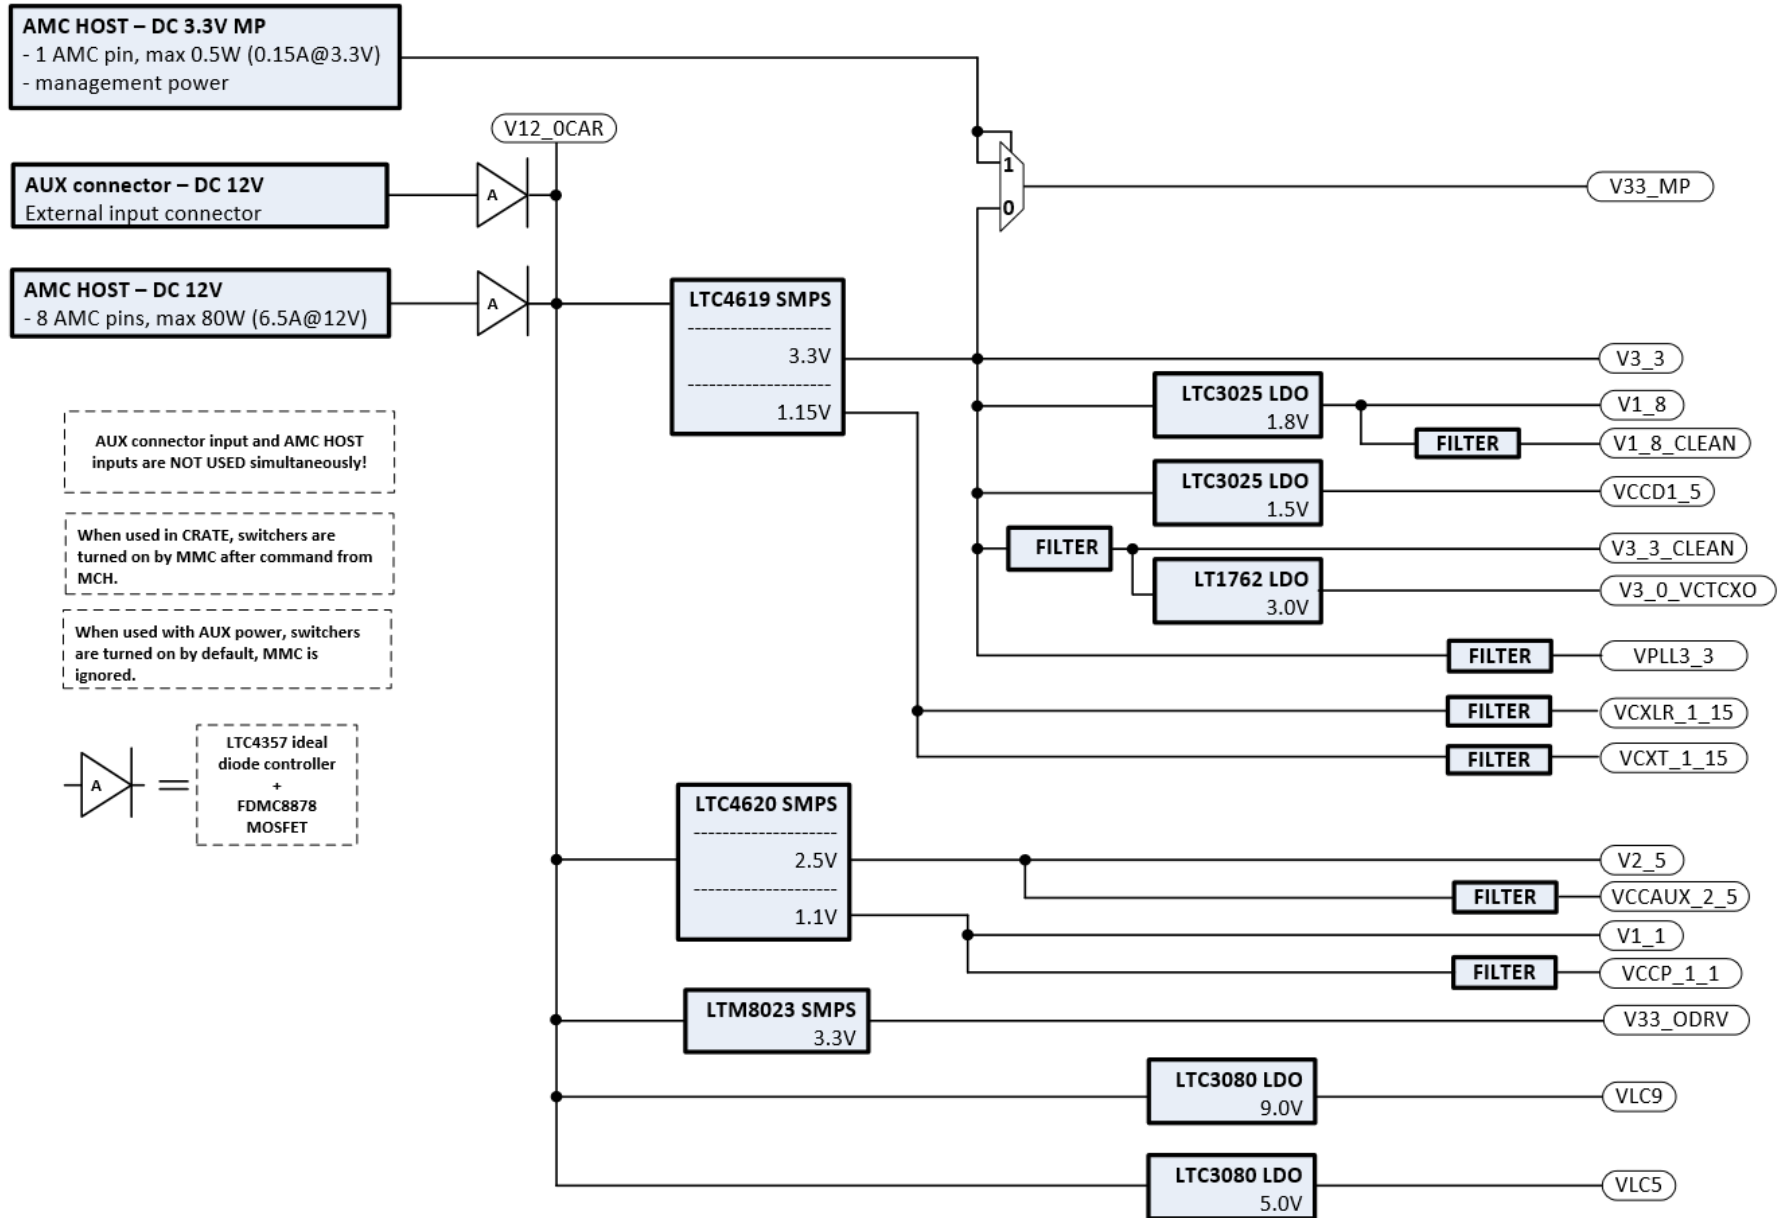 AMC HOST – DC 3.3V MP
- 1 AMC pin, max 0.5W (0.15A@3.3V)
- management power
V12_0CAR
AUX connector – DC 12V
External input connector
A
1
0
V33_MP
AMC HOST – DC 12V
- 8 AMC pins, max 80W (6.5A@12V)
A
LTC4619 SMPS
--------------------
3.3V
--------------------
1.15V
V3_3
LTC3025 LDO
1.8V
V1_8
FILTER
V1_8_CLEAN
AUX connector input and AMC HOST
inputs are NOT USED simultaneously!
LTC3025 LDO
1.5V
VCCD1_5
When used in CRATE, switchers are
turned on by MMC after command from
MCH.
FILTER
V3_3_CLEAN
LT1762 LDO
3.0V
V3_0_VCTCXO
When used with AUX power, switchers
are turned on by default, MMC is
ignored.
FILTER
VPLL3_3
FILTER
VCXLR_1_15
FILTER
VCXT_1_15
A
LTC4357 ideal
diode controller
+
FDMC8878
MOSFET
LTC4620 SMPS
--------------------
2.5V
--------------------
1.1V
V2_5
FILTER
VCCAUX_2_5
V1_1
FILTER
VCCP_1_1
LTM8023 SMPS
3.3V
V33_ODRV
LTC3080 LDO
9.0V
VLC9
LTC3080 LDO
5.0V
VLC5